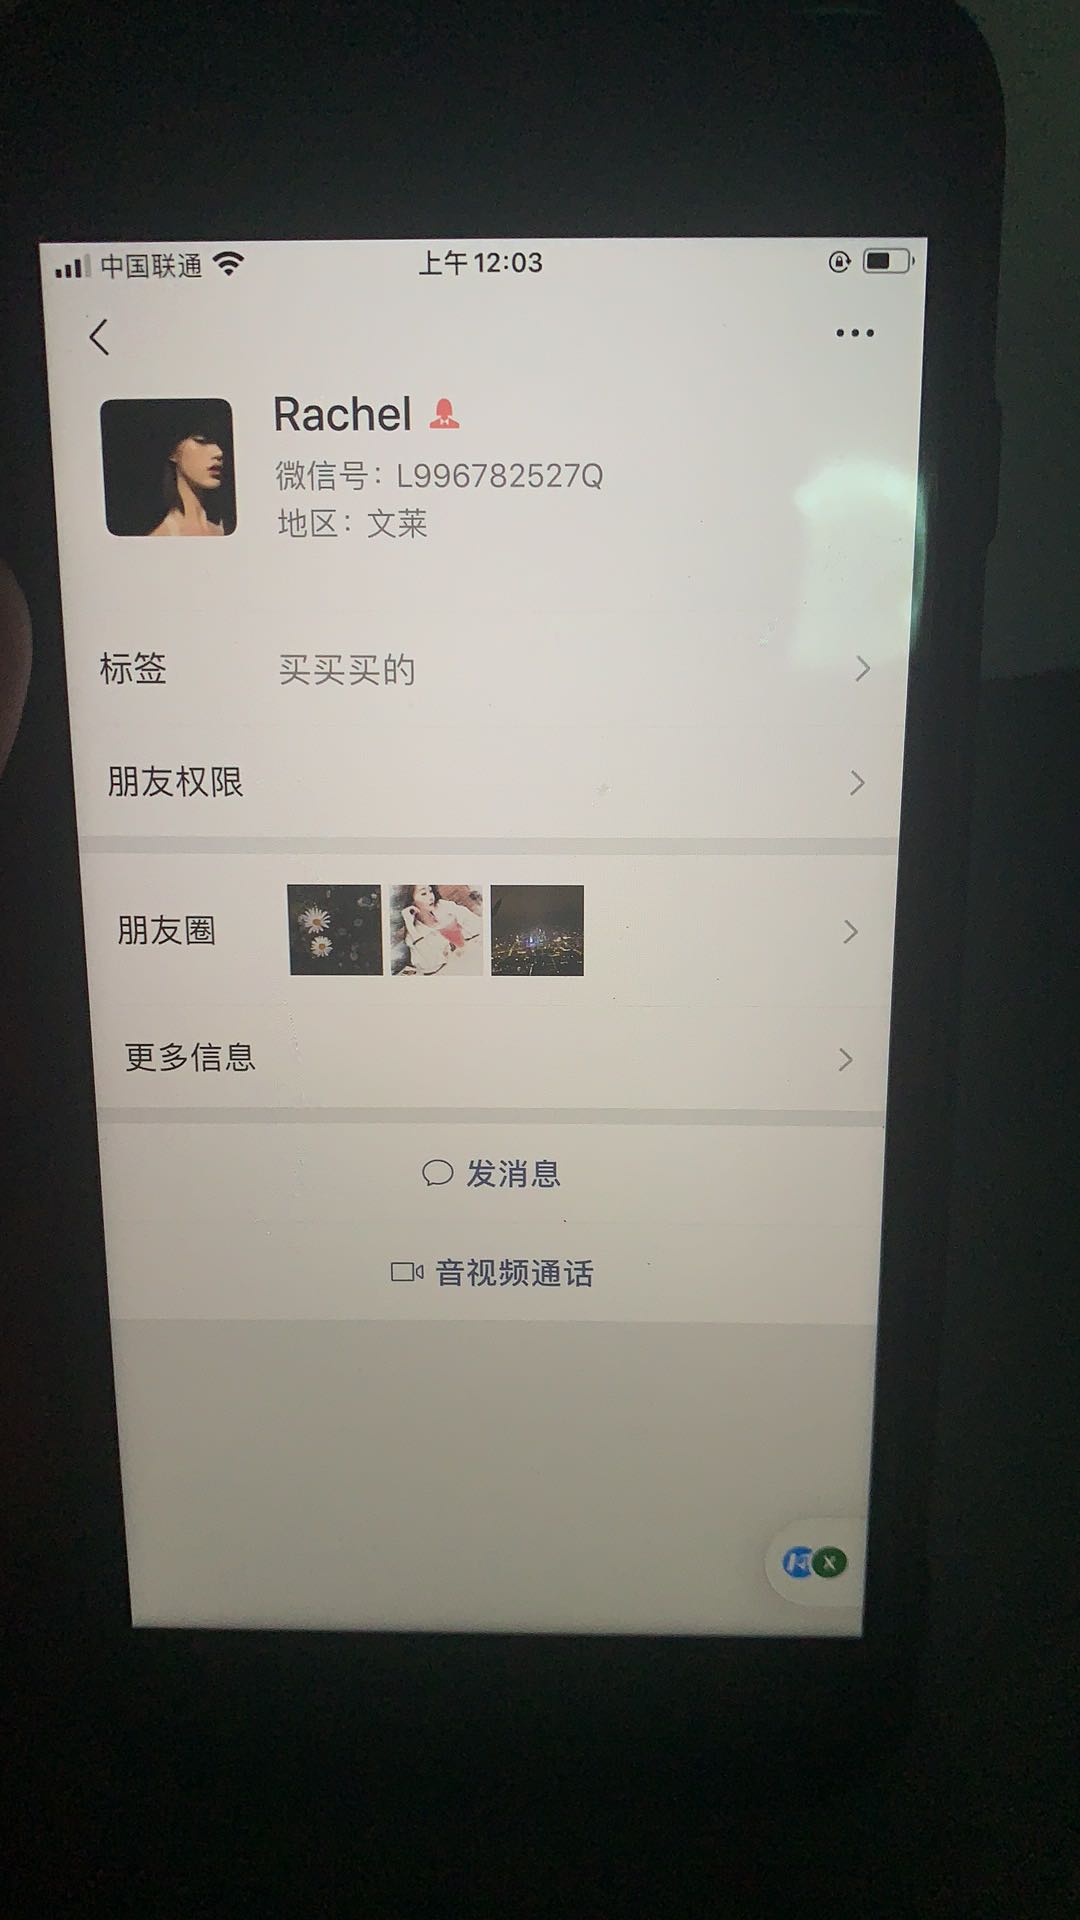 中国联通
上午12:03
Rachel
微信号：L996782527Q
地区：文莱
标签 买买买的
朋友权限
朋友圈
更多信息
发消息
音视频通话
X